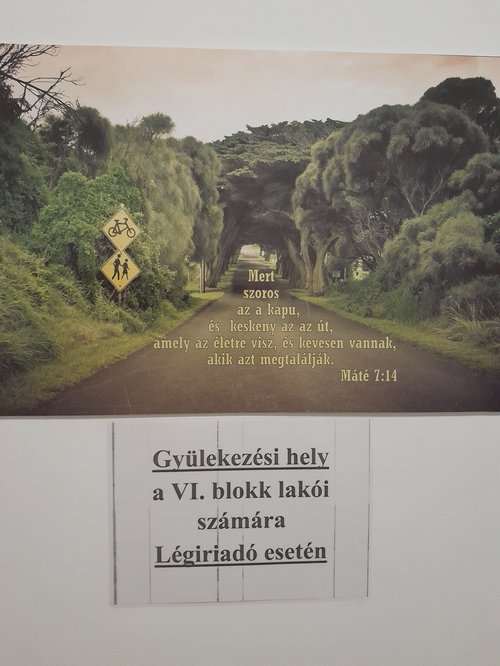 Mert
szoros
az a kapu,
és keskeny az az út,
amely az életre visz, és kevesen vannak,
akik azt megtalálják.
Máté 7:14
Gyülekezési hely
a VI. blokk lakói
számára
Légiriadó esetén